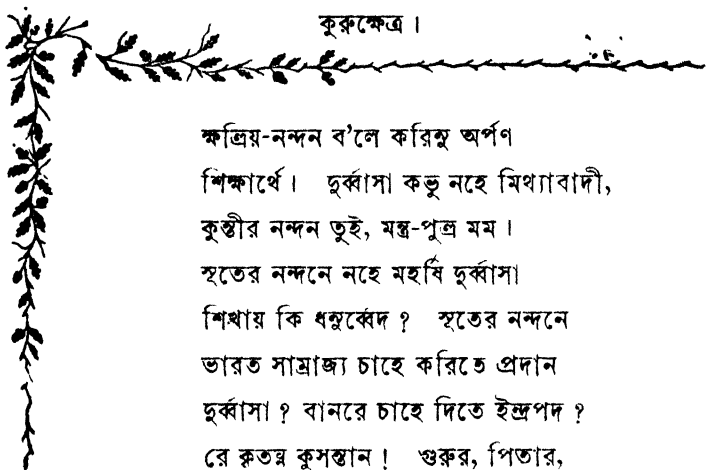 কুরুক্ষেত্র।
ক্ষত্রিয়-নন্দন ব'লে করিনু অর্পণ
শিক্ষার্থে। দুর্ব্বাসা কভু নহে মিথ্যাবাদী,
কুন্তীর নন্দন তুই, মন্ত্র-পুত্র মম।
সূতের নন্দনে নহে মহর্ষি দুর্ব্বাসা
শিখায় কি ধনুর্ব্বেদ? সূতের নন্দনে
ভারত সাম্রাজ্য চাহে করিতে প্রদান
দুর্ব্বাসা? বানরে চাহে দিতে ইন্দ্রপদ?
রে কৃতঘ্ন কুসন্তান! গুরুর, পিতার,